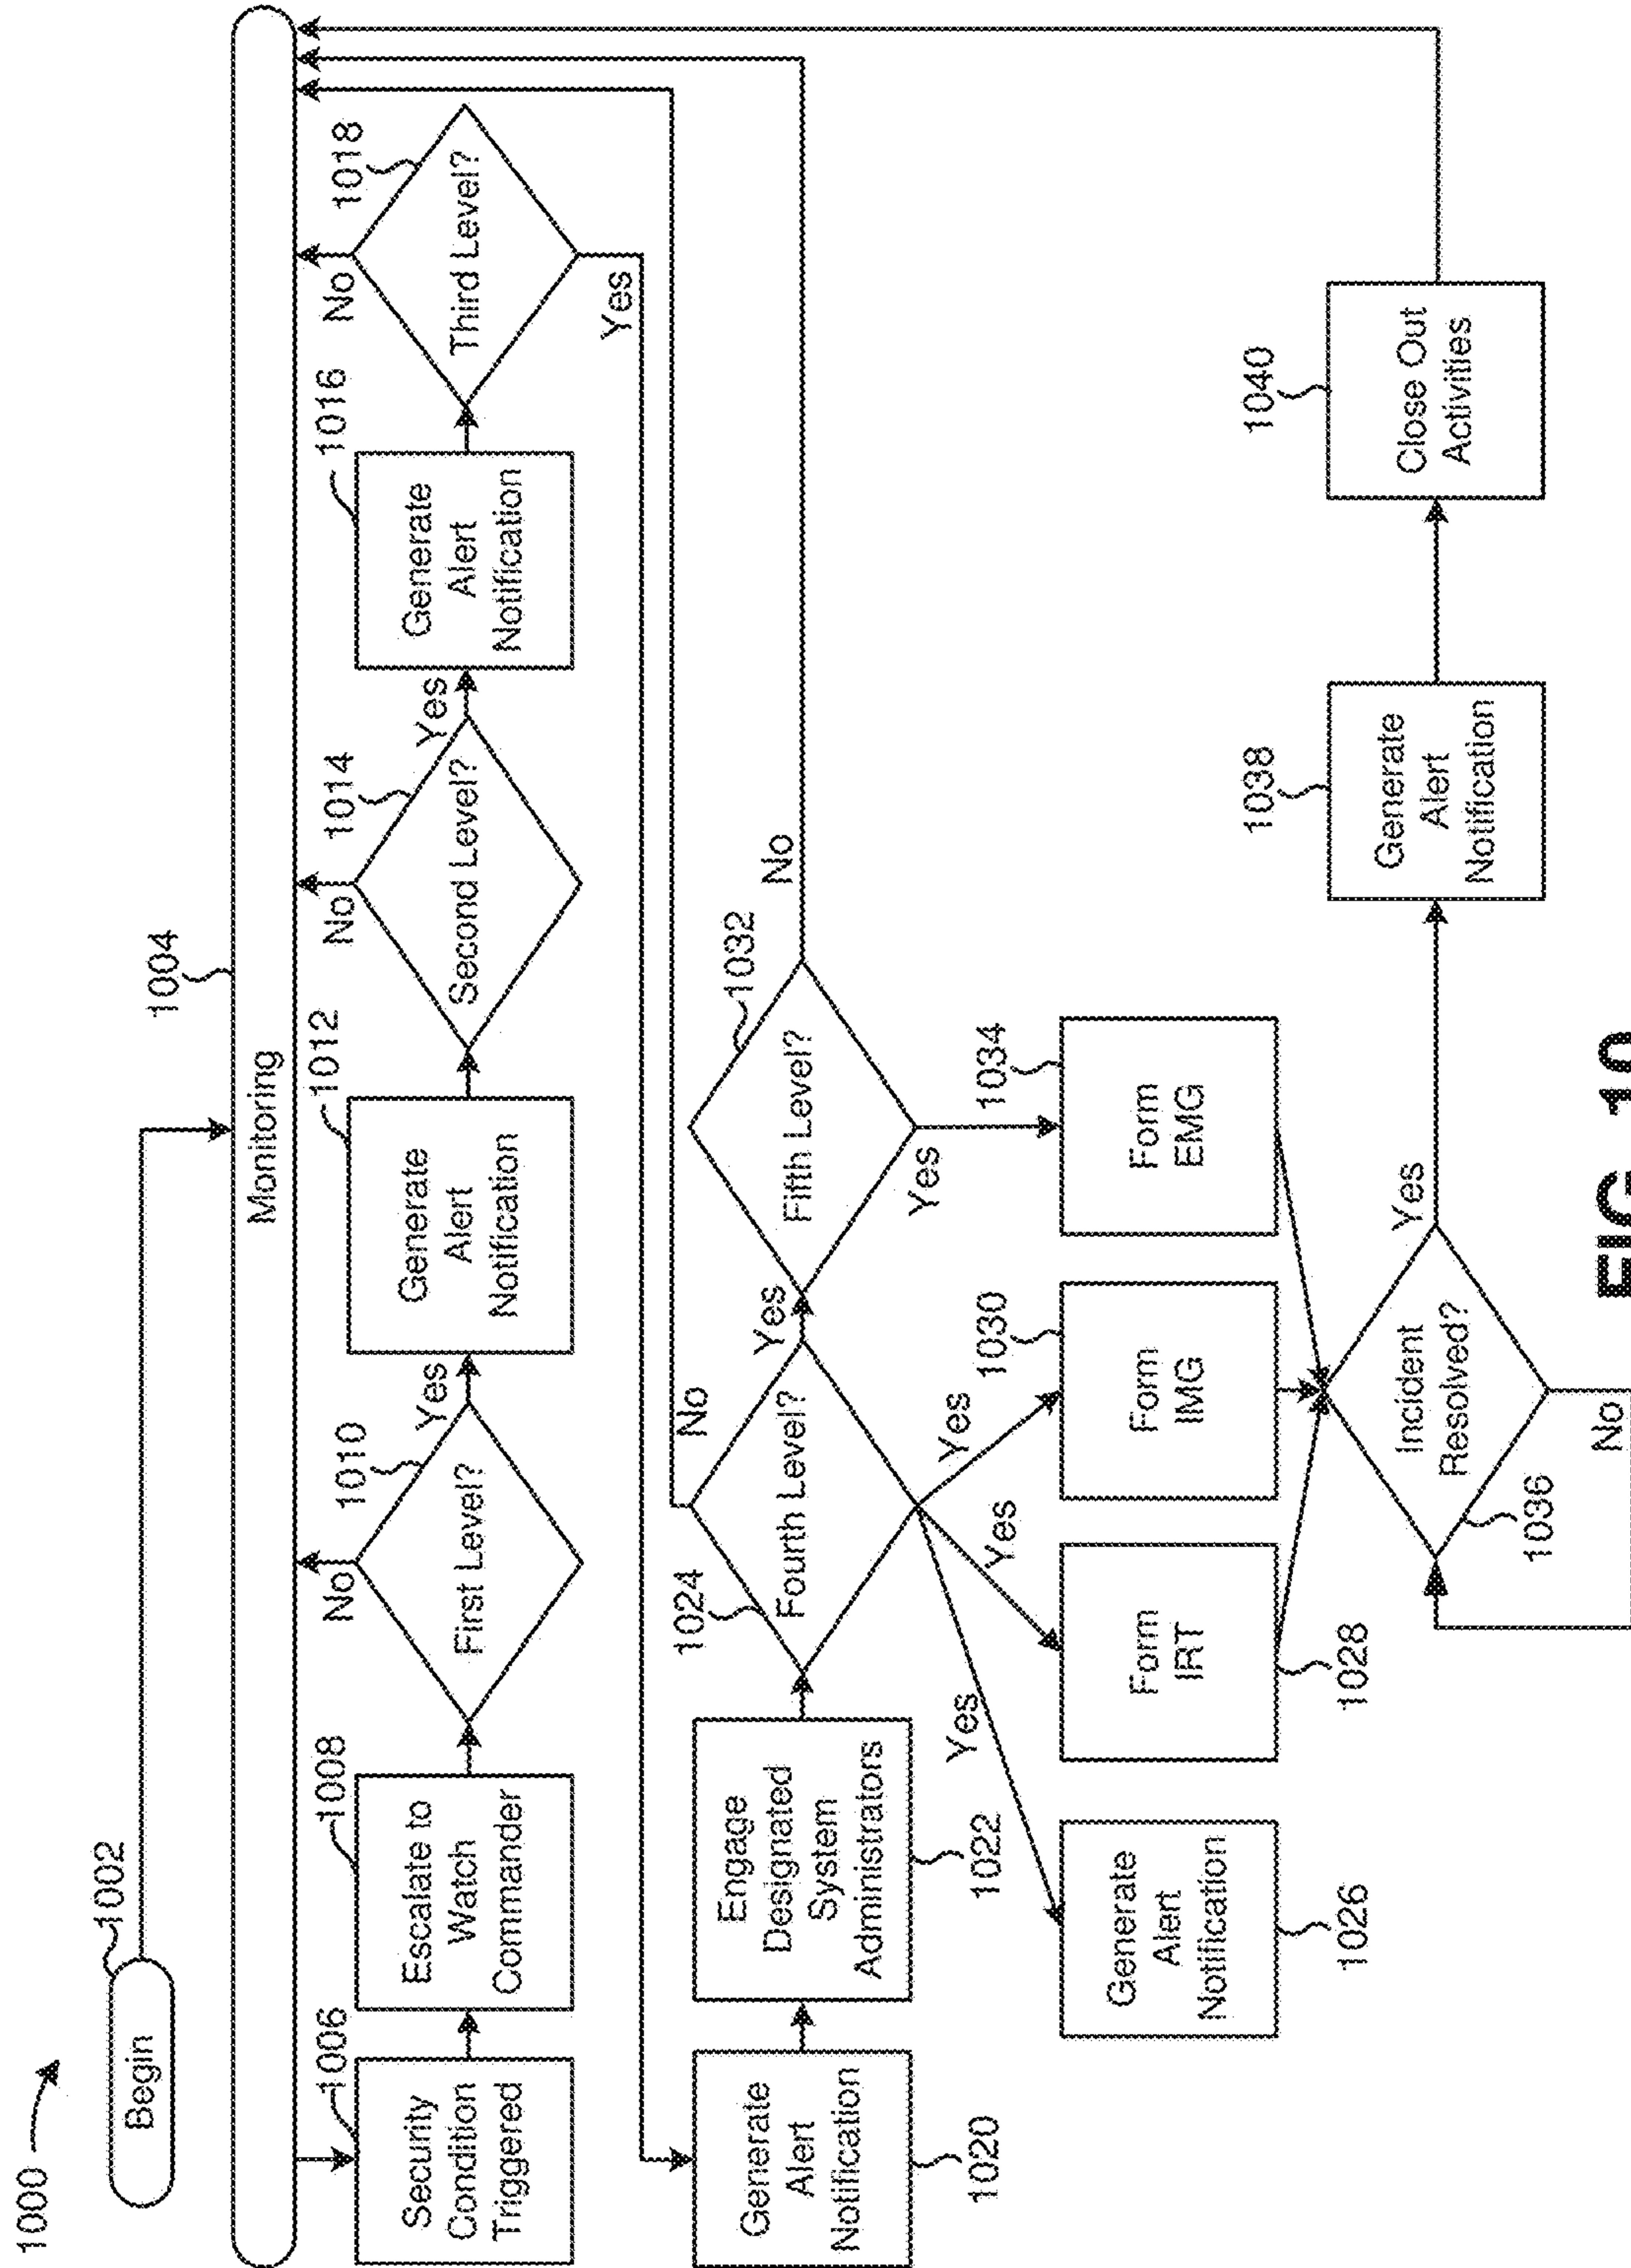 1000
1002
Begin
1004
Monitoring
1006
Security
Condition
Triggered
1008
Escalate to
Watch
Commander
1010
First Level?
No
Yes
1012
Generate
Alert
Notification
1014
Second Level?
No
Yes
1016
Generate
Alert
Notification
1018
Third Level?
No
Yes
Generate
Alert
Notification
1020
Engage
Designated
System
Administrators
1022
1024
Fourth Level?
No
Yes
Yes
Yes
Yes
1032
Fifth Level?
No
Yes
Generate
Alert
Notification
1026
Form
IRT
1028
1030
Form
IMG
1034
Form
EMG
Incident
Resolved?
1036
No
Yes
1038
Generate
Alert
Notification
1040
Close Out
Activities
FIG. 10